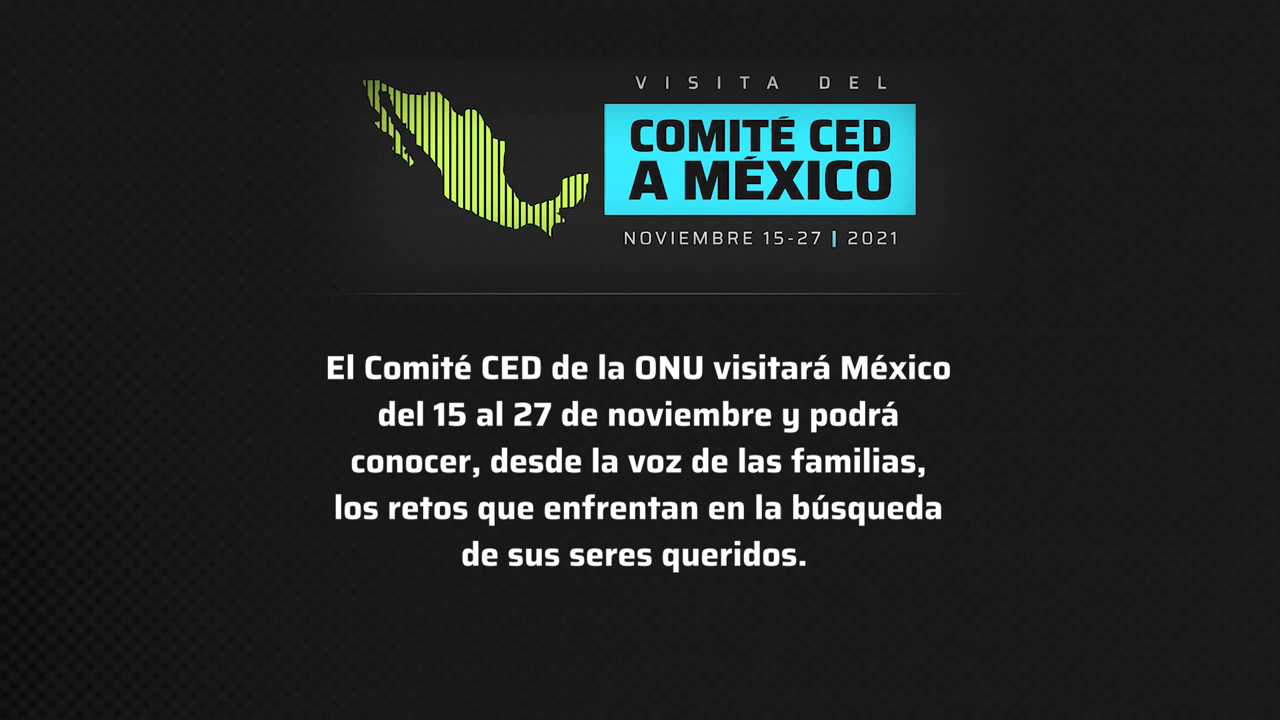 VISITA DEL
COMITÉ CED
A MÉXICO
NOVIEMBRE 15-27 | 2021
El Comité CED de la ONU visitará México
del 15 al 27 de noviembre y podrá
conocer, desde la voz de las familias,
los retos que enfrentan en la búsqueda
de sus seres queridos.